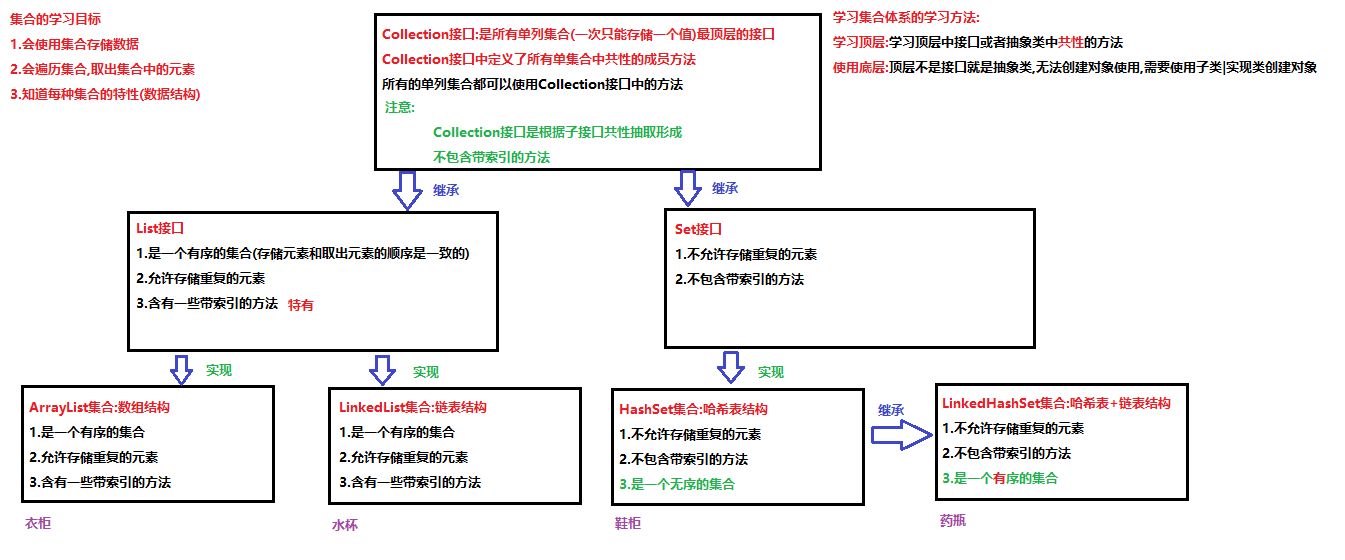 集合的学习目标
1.会使用集合存储数据
2.会遍历集合,取出集合中的元素
3.知道每种集合的特性(数据结构)
Collection接口:是所有单列集合(一次只能存储一个值)最顶层的接口
Collection接口中定义了所有单集合中共性的成员方法
所有的单列集合都可以使用Collection接口中的方法
注意:
Collection接口是根据子接口共性抽取形成
不包含带索引的方法
学习集合体系的学习方法:
学习顶层:学习顶层中接口或者抽象类中共性的方法
使用底层:顶层不是接口就是抽象类,无法创建对象使用,需要使用子类|实现类创建对象
继承
继承
List接口
1.是一个有序的集合(存储元素和取出元素的顺序是一致的)
2.允许存储重复的元素
3.含有一些带索引的方法 特有
Set接口
1.不允许存储重复的元素
2.不包含带索引的方法
实现
实现
实现
ArrayList集合:数组结构
1.是一个有序的集合
2.允许存储重复的元素
3.含有一些带索引的方法
衣柜
LinkedList集合:链表结构
1.是一个有序的集合
2.允许存储重复的元素
3.含有一些带索引的方法
水杯
HashSet集合:哈希表结构
1.不允许存储重复的元素
2.不包含带索引的方法
3.是一个无序的集合
鞋柜
继承
LinkedHashSet集合:哈希表+链表结构
1.不允许存储重复的元素
2.不包含带索引的方法
3.是一个有序的集合
药瓶